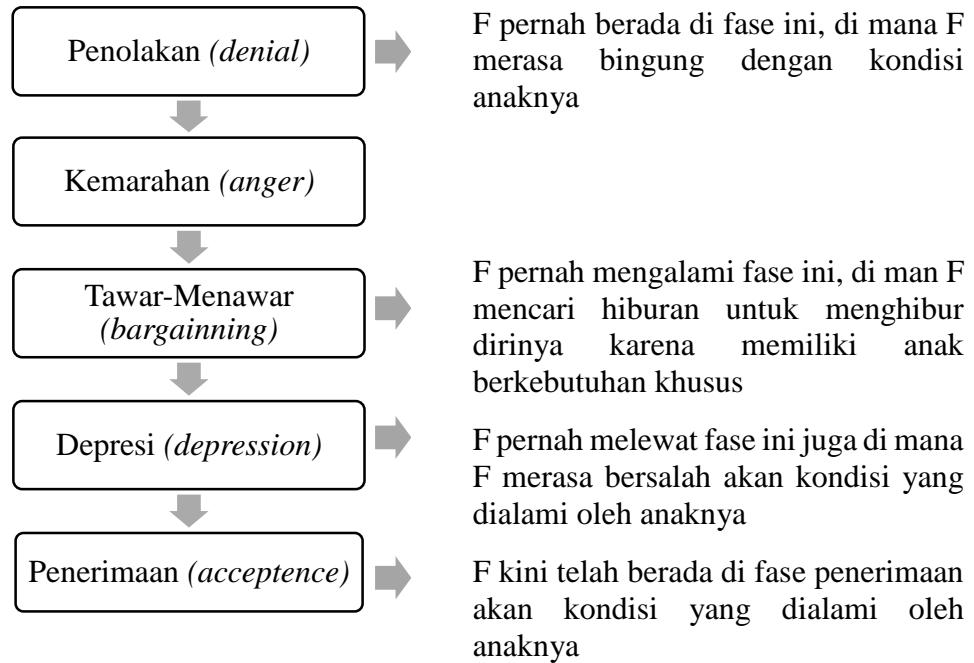 Penolakan (denial)
F pernah berada di fase ini, di mana F
merasa bingung dengan kondisi
anaknya
Kemarahan (anger)
Tawar-Menawar
(bargainning)
F pernah mengalami fase ini, di man F
mencari hiburan untuk menghibur
dirinya karena memiliki anak
berkebutuhan khusus
Depresi (depression)
F pernah melewat fase ini juga di mana
F merasa bersalah akan kondisi yang
dialami oleh anaknya
Penerimaan (acceptence)
F kini telah berada di fase penerimaan
akan kondisi yang dialami oleh
anaknya